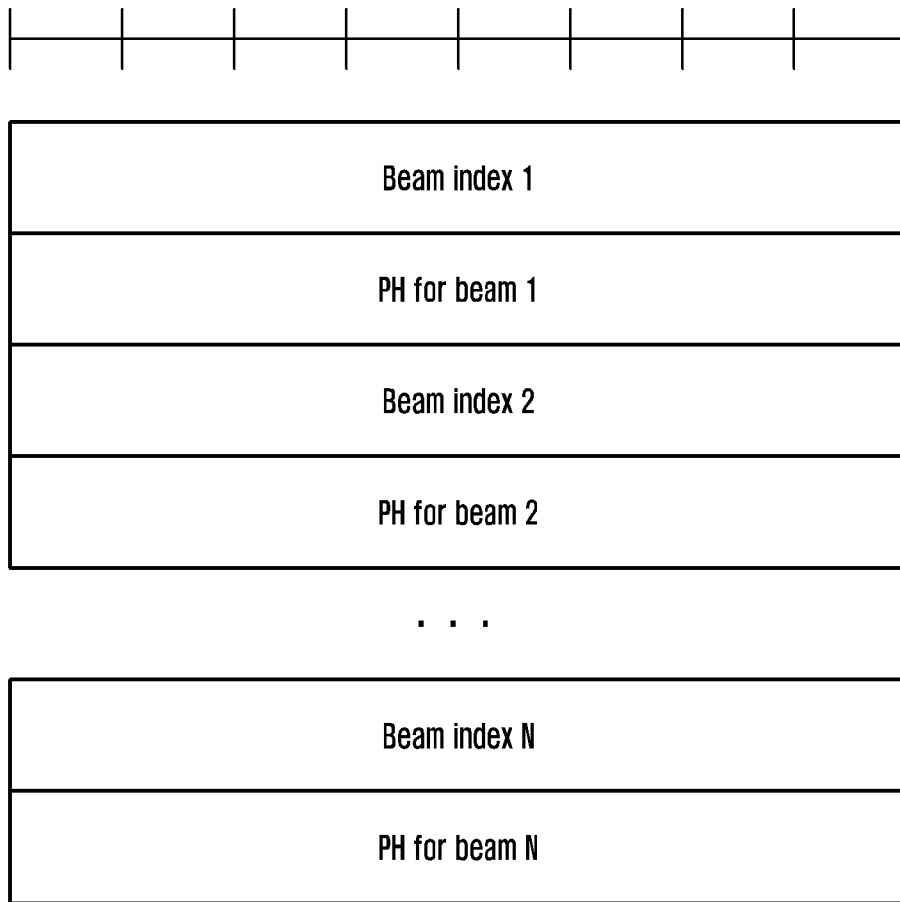 Beam index 1
PH for beam 1
Beam index 2
PH for beam 2
. . .
Beam index N
PH for beam N